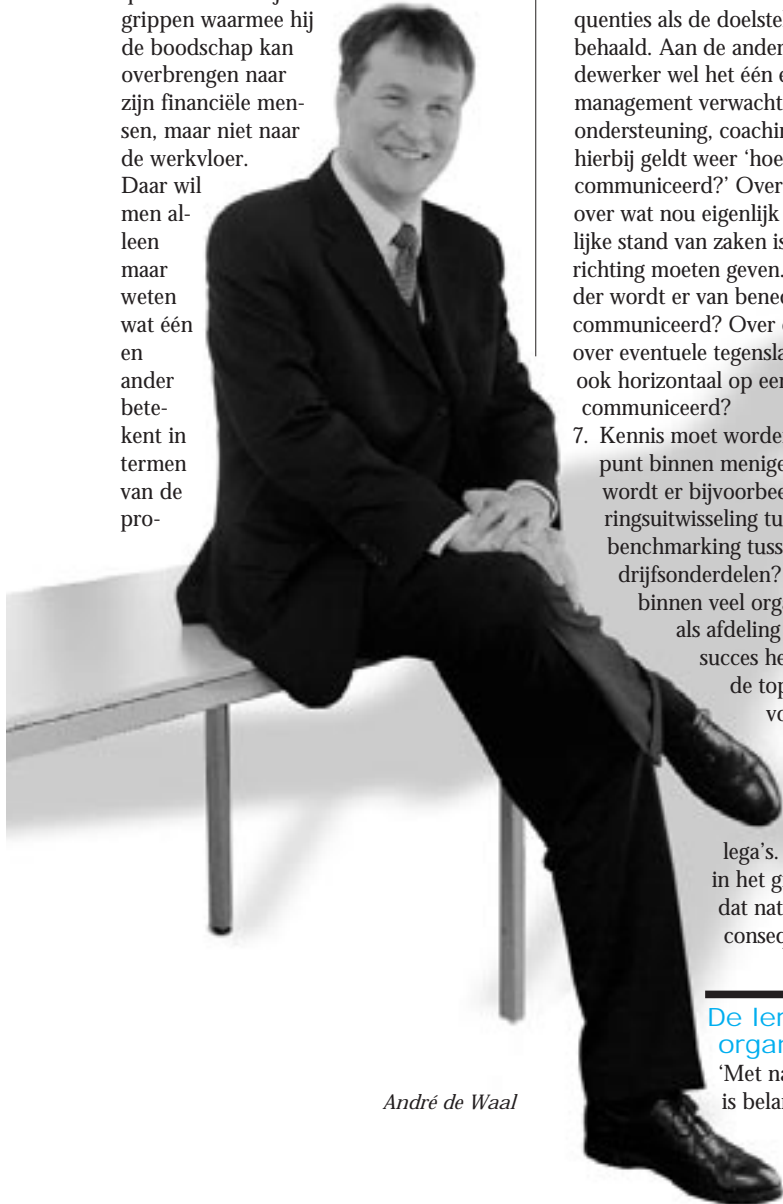 grippen waarmee hij
de boodschap kan
overbrengen naar
zijn financiële men-
sen, maar niet naar
de werkvloer.
Daar wil
men al-
leen
maar
weten
wat één
en
ander
bete-
kent in
termen
van de
pro-
André de Waal
quenties als de doelste
behaald. Aan de ander
dewerker wel het één e
management verwacht
ondersteuning, coachin
hierbij geldt weer ‘hoe
communiceerd?’ Over
over wat nou eigenlijk
lijke stand van zaken is
richting moeten geven.
der wordt er van benee
communiceerd? Over
over eventuele tegensla
ook horizontaal op een
communiceerd?
7. Kennis moet worde
punt binnen menige
wordt er bijvoorbee
ringsuitwisseling tu
benchmarking tuss
drijfsonderdelen?
binnen veel org
als afdeling
succes he
de top
vo
lega’s.
in het g
dat nat
conseq
De ler
organ
‘Met na
is belan